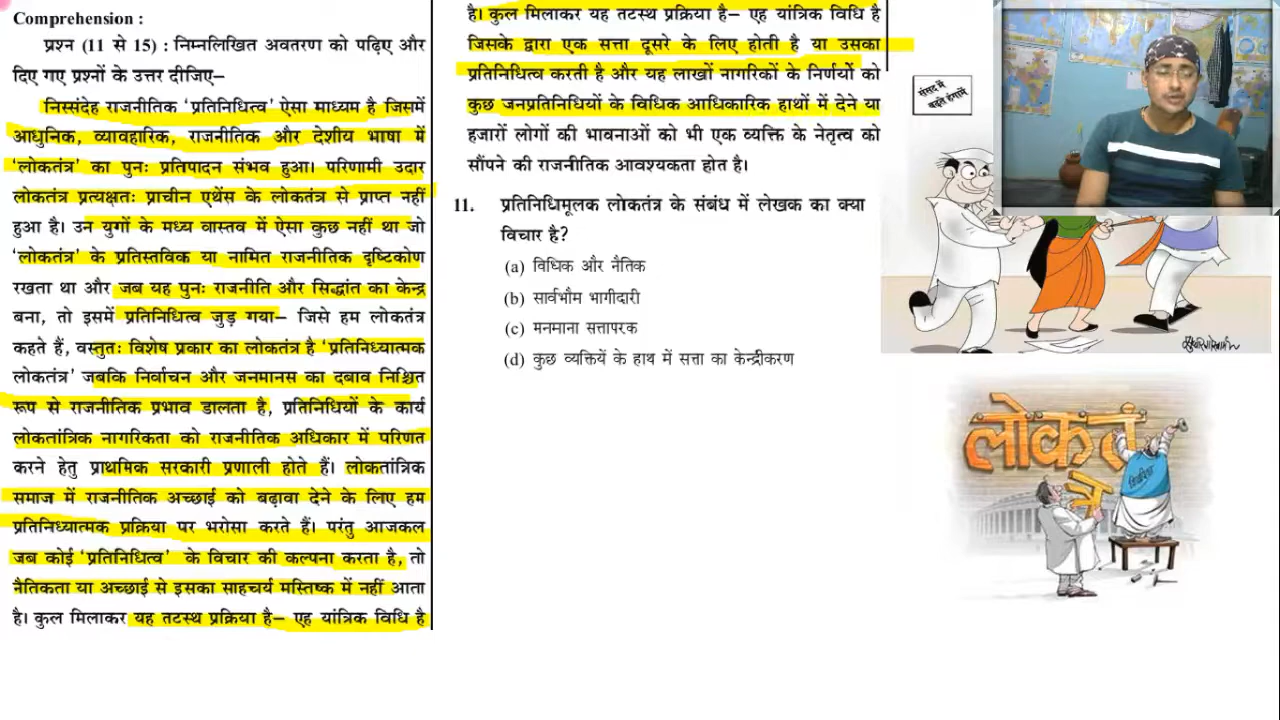 Comprehension :
प्रश्न (11 से 15) : निम्नलिखित अवतरण को पढ़िए और
दिए गए प्रश्नों के उत्तर दीजिए–
निस्संदेह राजनीतिक 'प्रतिनिधित्व' ऐसा माध्यम है जिसमें
आधुनिक, व्यावहारिक, राजनीतिक और देशीय भाषा में
'लोकतंत्र' का पुनः प्रतिपादन संभव हुआ। परिणामी उदार
लोकतंत्र प्रत्यक्षतः प्राचीन एथेंस के लोकतंत्र से प्राप्त नहीं
हुआ है। उन युगों के मध्य वास्तव में ऐसा कुछ नहीं था जो
'लोकतंत्र' के प्रतिस्तविक या नामित राजनीतिक दृष्टिकोण
रखता था और जब यह पुनः राजनीति और सिद्धांत का केन्द्र
बना, तो इसमें प्रतिनिधित्व जुड़ गया– जिसे हम लोकतंत्र
कहते हैं, वस्तुतः विशेष प्रकार का लोकतंत्र है 'प्रतिनिध्यात्मक
लोकतंत्र' जबकि निर्वाचन और जनमानस का दबाव निश्चित
रूप से राजनीतिक प्रभाव डालता है, प्रतिनिधियों के कार्य
लोकतांत्रिक नागरिकता को राजनीतिक अधिकार में परिणत
करने हेतु प्राथमिक सरकारी प्रणाली होते हैं। लोकतांत्रिक
समाज में राजनीतिक अच्छाई को बढ़ावा देने के लिए हम
प्रतिनिध्यात्मक प्रक्रिया पर भरोसा करते हैं। परंतु आजकल
जब कोई 'प्रतिनिधित्व' के विचार की कल्पना करता है, तो
नैतिकता या अच्छाई से इसका साहचर्य मस्तिष्क में नहीं आता
है। कुल मिलाकर यह तटस्थ प्रक्रिया है– एह यांत्रिक विधि है
है। कुल मिलाकर यह तटस्थ प्रक्रिया है– एह यांत्रिक विधि है
जिसके द्वारा एक सत्ता दूसरे के लिए होती है या उसका
प्रतिनिधित्व करती है और यह लाखों नागरिकों के निर्णयों को
कुछ जनप्रतिनिधियों के विधिक आधिकारिक हाथों में देने या
हजारों लोगों की भावनाओं को भी एक व्यक्ति के नेतृत्व को
सौंपने की राजनीतिक आवश्यकता होत है।
11. प्रतिनिधिमूलक लोकतंत्र के संबंध में लेखक का क्या
विचार है?
(a) विधिक और नैतिक
(b) सार्वभौम भागीदारी
(c) मनमाना सत्तापरक
(d) कुछ व्यक्तियें के हाथ में सत्ता का केन्द्रीकरण
संसद में
बढ़ते हंगामे
लोकतंत्र